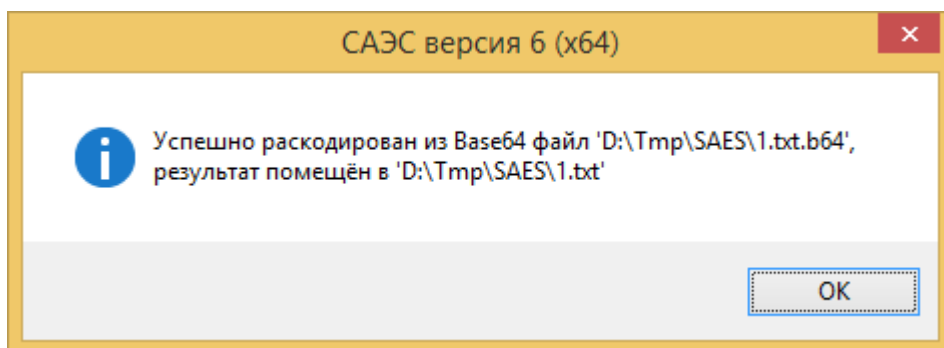 САЭС версия 6 (x64)
Успешно раскодирован из Base64 файл 'D:\Tmp\SAES\1.txt.b64',
результат помещён в 'D:\Tmp\SAES\1.txt'
OK